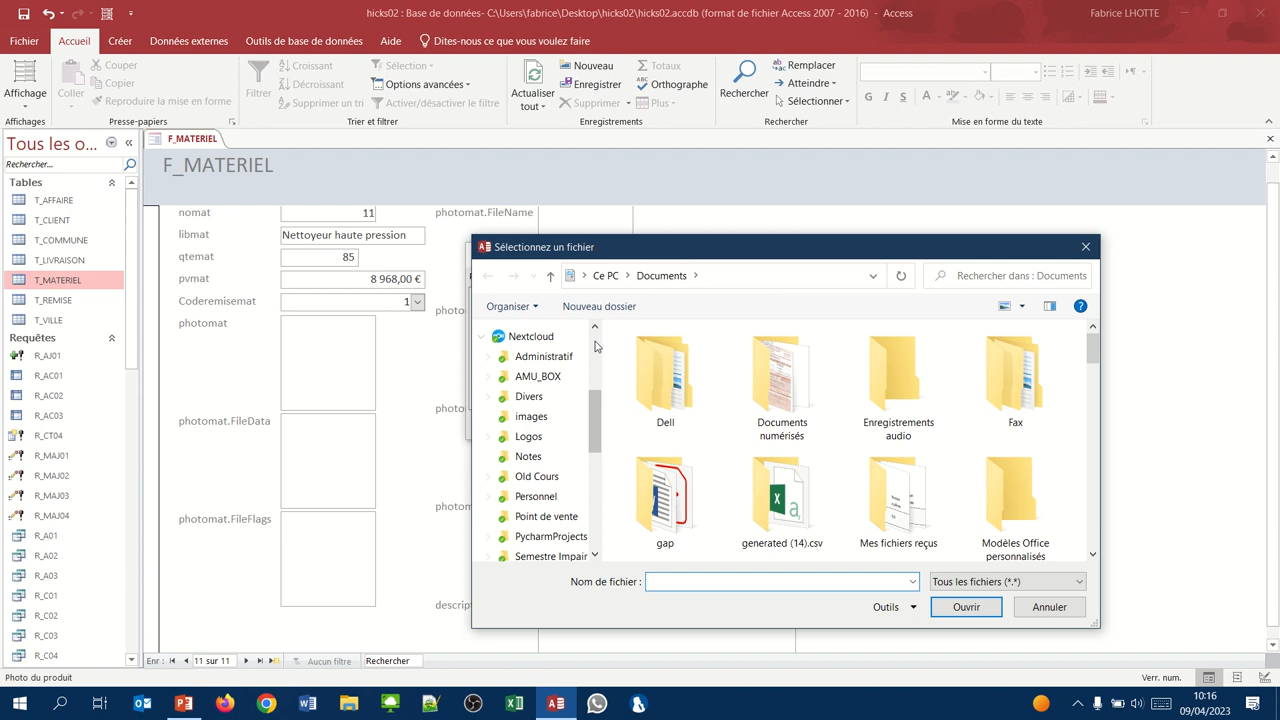 hicks02 : Base de données- C:\Users\fabrice\Desktop\hicks02\hicks02.accdb (format de fichier Access 2007 - 2016) - Access
Fabrice LHOTTE
Fichier Accueil Créer Données externes Outils de base de données Aide Dites-nous ce que vous voulez faire
Affichage
Affichages
Coller
Couper
Copier
Reproduire la mise en forme
Presse-papiers
Filtrer
Croissant
Décroissant
Supprimer un tri
Sélection
Options avancées
Activer/désactiver le filtre
Trier et filtrer
Actualiser
tout
Nouveau
Enregistrer
Supprimer
Totaux
Orthographe
Plus
Enregistrements
Rechercher
Remplacer
Atteindre
Sélectionner
Rechercher
G I S A
Mise en forme du texte
Tous les o...
Rechercher...
Tables
T_AFFAIRE
T_CLIENT
T_COMMUNE
T_LIVRAISON
T_MATERIEL
T_REMISE
T_VILLE
Requêtes
R_AJ01
R_AC01
R_AC02
R_AC03
R_CT04
R_MAJ01
R_MAJ02
R_MAJ03
R_MAJ04
R_A01
R_A02
R_A03
R_C01
R_C02
R_C03
R_C04
F_MATERIEL
F_MATERIEL
nomat 11
libmat Nettoyeur haute pression
qtemat 85
pvmat 8 968,00 €
Coderemisemat 1
photomat
photomat.FileData
photomat.FileFlags
photomat.FileName
Sélectionnez un fichier
Ce PC Documents
Rechercher dans : Documents
Organiser
Nouveau dossier
Nextcloud
Administratif
AMU_BOX
Divers
images
Logos
Notes
Old Cours
Personnel
Point de vente
PycharmProjects
Semestre Impair
Dell
Documents
numérisés
Enregistrements
audio
Fax
gap
generated (14).csv
Mes fichiers reçus
Modèles Office
personnalisés
Nom de fichier :
Tous les fichiers (*.*)
Outils
Ouvrir
Annuler
Enr :
11 sur 11
Aucun filtre
Rechercher
Photo du produit
Verr. num.
10:16
09/04/2023